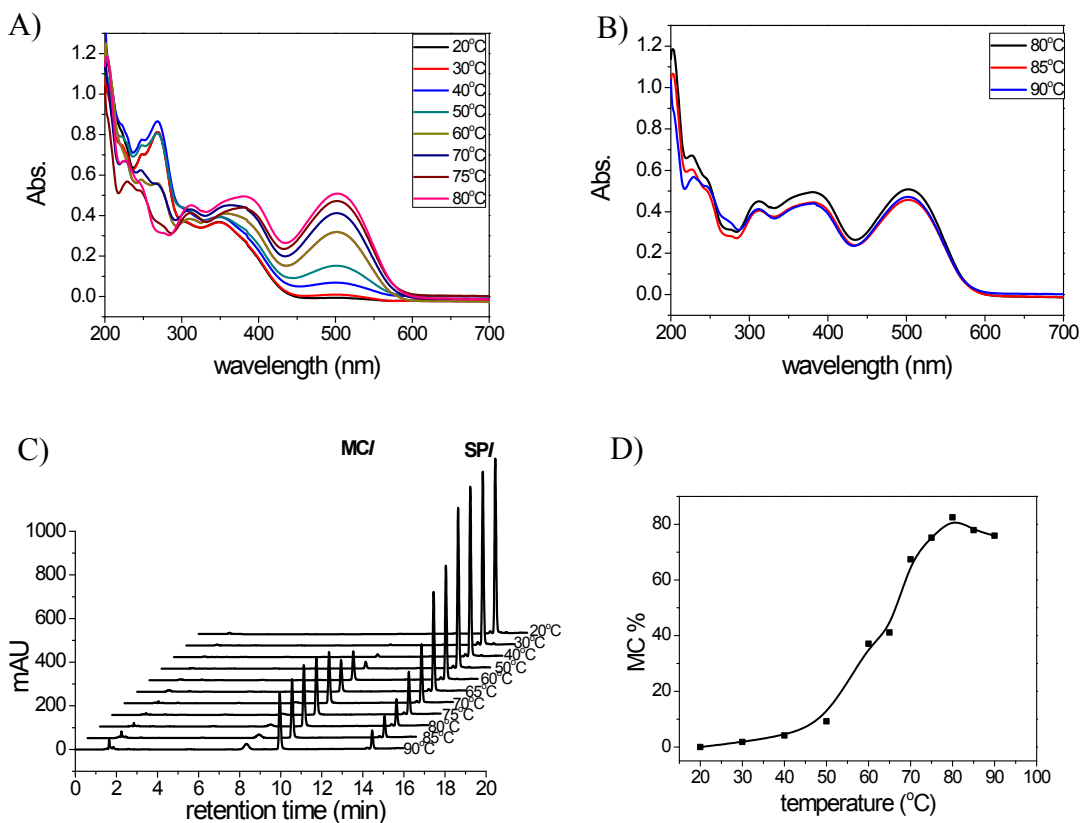 A)
20°C
30°C
40°C
50°C
60°C
70°C
75°C
80°C
1.2
1.0
0.8
0.6
0.4
0.2
0.0
Abs.
200 300 400 500 600 700
wavelength (nm)
B)
80°C
85°C
90°C
1.2
1.0
0.8
0.6
0.4
0.2
0.0
Abs.
200 300 400 500 600 700
wavelength (nm)
C)
MCI
SPI
1000
800
600
400
200
0
mAU
20°C
30°C
40°C
50°C
60°C
65°C
70°C
75°C
80°C
85°C
90°C
0 2 4 6 8 10 12 14 16 18 20
retention time (min)
D)
80
60
40
20
0
MC %
20 30 40 50 60 70 80 90 100
temperature (°C)